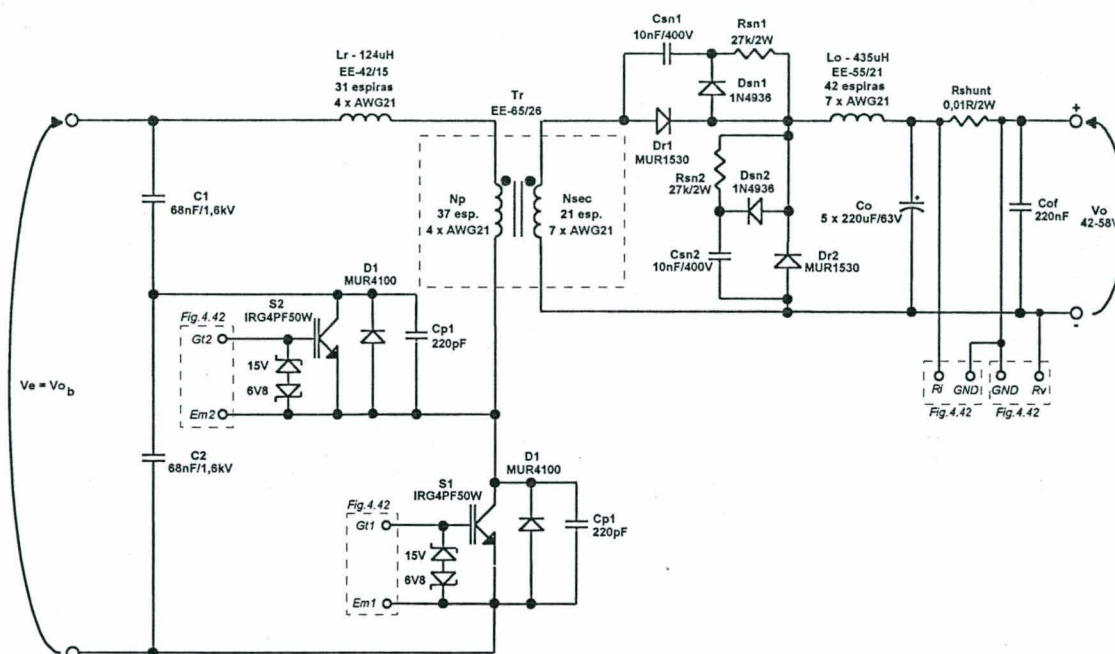 Csn1
10nF/400V
Rsn1
27k/2W
Lr - 124uH
EE-42/15
31 espiras
4 x AWG21
Tr
EE-65/26
Dsn1
1N4936
Lo - 435uH
EE-55/21
42 espiras
7 x AWG21
Rshunt
0,01R/2W
+
Dr1
MUR1530
Rsn2
27k/2W
Dsn2
1N4936
C1
68nF/1,6kV
Np
37 esp.
4 x AWG21
Nsec
21 esp.
7 x AWG21
Co
5 x 220uF/63V
+
Cof
220nF
Vo
42-58V
Csn2
10nF/400V
Dr2
MUR1530
-
D1
MUR4100
S2
IRG4PF50W
Fig.4.42
Gt2
15V
6V8
Em2
Cp1
220pF
Ve = Vob
Ri
GND
GND
Rv
Fig.4.42
Fig.4.42
C2
68nF/1,6kV
D1
MUR4100
S1
IRG4PF50W
Fig.4.42
Gt1
15V
6V8
Em1
Cp1
220pF